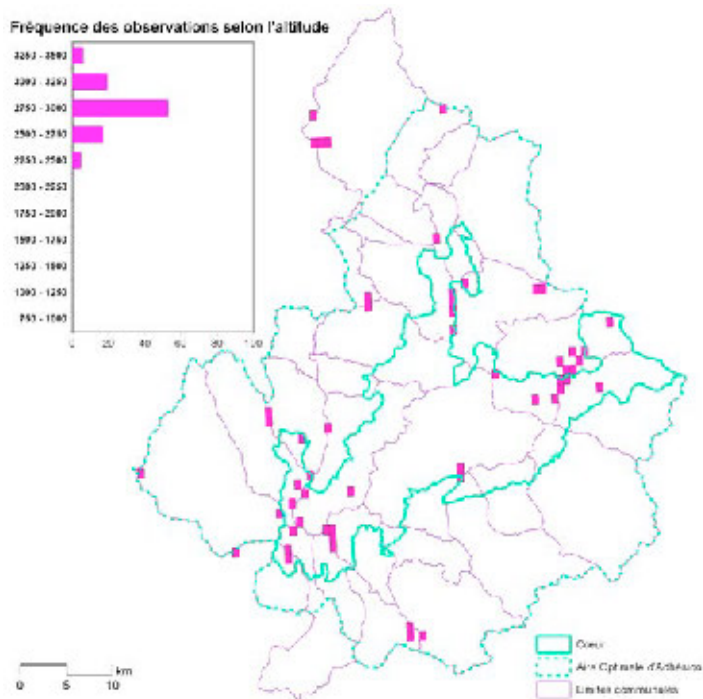 Fréquence des observations selon l'altitude
3250 - 3500
3000 - 3250
2750 - 3000
2500 - 2750
2250 - 2500
2000 - 2250
1750 - 2000
1500 - 1750
1250 - 1500
1000 - 1250
750 - 1000
0 20 40 60 80 100
Coeur
Aire Optimale d'Adhésion
Limites communales
km
0 5 10